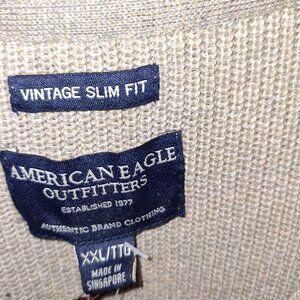 VINTAGE SLIM FIT
AMERICAN EAGLE
OUTFITTERS
ESTABLISHED 1977
AUTHENTIC BRAND CLOTHING
XXL/TTG
MADE IN
SINGAPORE